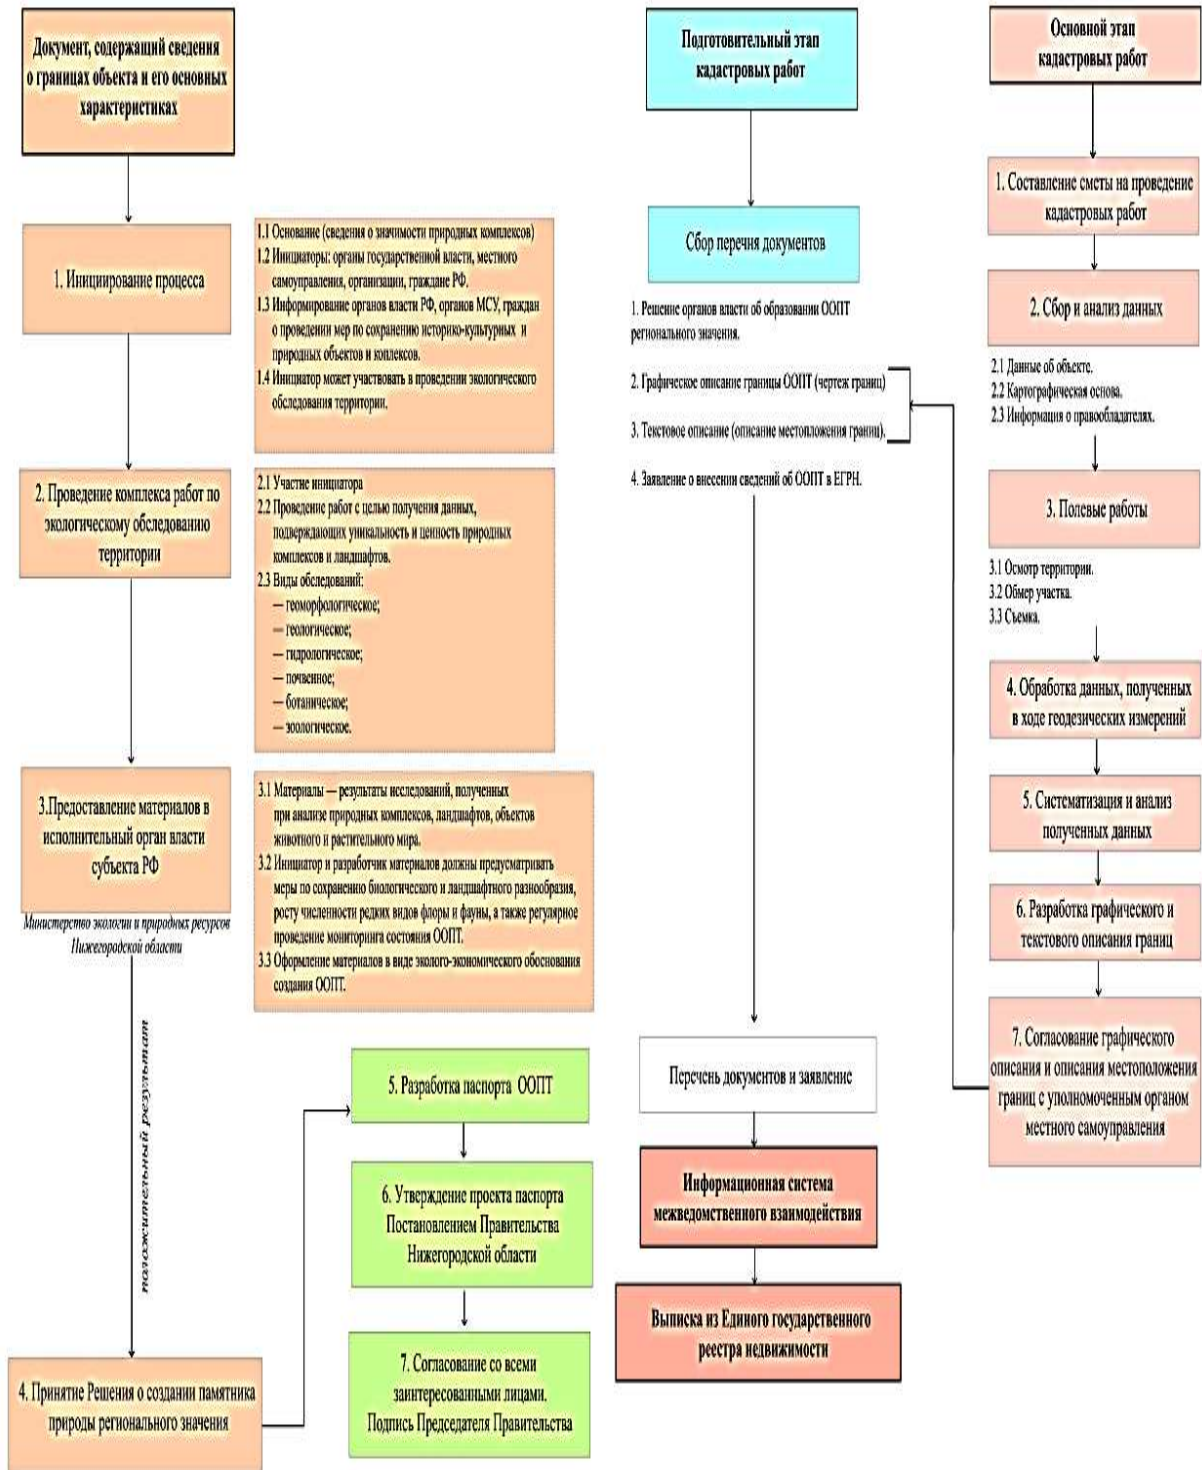 Документ, содержащий сведения
о границах объекта и его основных
характеристиках
1. Инициирование процесса
1.1 Основание (сведения о значимости природных комплексов)
1.2 Инициаторы: органы государственной власти, местного
самоуправления, организации, граждане РФ.
1.3 Информирование органов власти РФ, органов МСУ, граждан
о проведении мер по сохранению историко-культурных и
природных объектов и коплексов.
1.4 Инициатор может участвовать в проведении экологического
обследования территории.
2. Проведение комплекса работ по
экологическому обследованию
территории
2.1 Участие инициатора
2.2 Проведение работ с целью получения данных,
подверждающих уникальность и ценность природных
комплексов и ландшафтов.
2.3 Виды обследований:
— геоморфологическое;
— геологическое;
— гидрологическое;
— почвенное;
— ботаническое;
— зоологическое.
3.Предоставление материалов в
исполнительный орган власти
субъекта РФ
Министерство экологии и природных ресурсов
Нижегородской области
3.1 Материалы — результаты исследований, полученных
при анализе природных комплексов, ландшафтов, объектов
животного и растительного мира.
3.2 Инициатор и разработчик материалов должны предусматривать
меры по сохранению биологического и ландшафтного разнообразия,
росту численности редких видов флоры и фауны, а также регулярное
проведение мониторинга состояния ООПТ.
3.3 Оформление материалов в виде эколого-экономического обоснования
создания ООПТ.
положительный результат
4. Принятие Решения о создании памятника
природы регионального значения
5. Разработка паспорта ООПТ
6. Утверждение проекта паспорта
Постановлением Правительства
Нижегородской области
7. Согласование со всеми
заинтересованными лицами.
Подпись Председателя Правительства
Подготовительный этап
кадастровых работ
Сбор перечня документов
1. Решение органов власти об образовании ООПТ
регионального значения.
2. Графическое описание границы ООПТ (чертеж границ)
3. Текстовое описание (описание местопложения границ).
4. Заявление о внесении сведений об ООПТ в ЕГРН.
Перечень документов и заявление
Информационная система
межведомственного взаимодействия
Выписка из Единого государственного
реестра недвижимости
Основной этап
кадастровых работ
1. Составление сметы на проведение
кадастровых работ
2. Сбор и анализ данных
2.1 Данные об объекте.
2.2 Картографическая основа.
2.3 Информация о правообладателях.
3. Полевые работы
3.1 Осмотр территории.
3.2 Обмер участка.
3.3 Съемка.
4. Обработка данных, полученных
в ходе геодезических измерений
5. Систематизация и анализ
полученных данных
6. Разработка графического и
текстового описания границ
7. Согласование графического
описания и описания местоположения
границ с уполномоченным органом
местного самоуправления